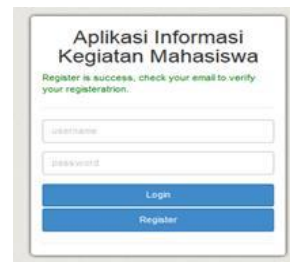 Aplikasi Informasi
Kegiatan Mahasiswa
Register is success, check your email to verify
your registeratrion.
username
password
Login
Register